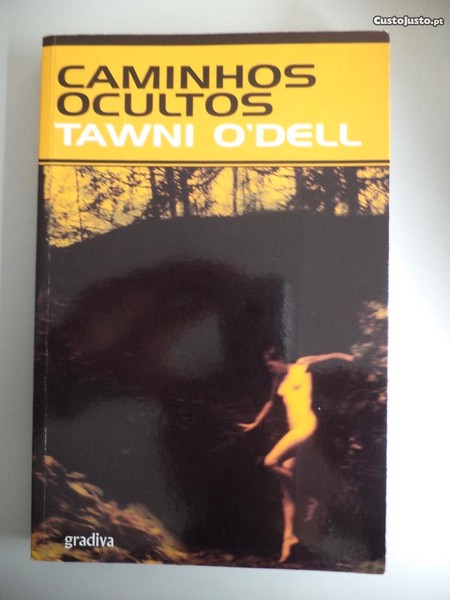 CustoJusto.pt
CAMINHOS
OCULTOS
TAWNI O'DELL
gradiva